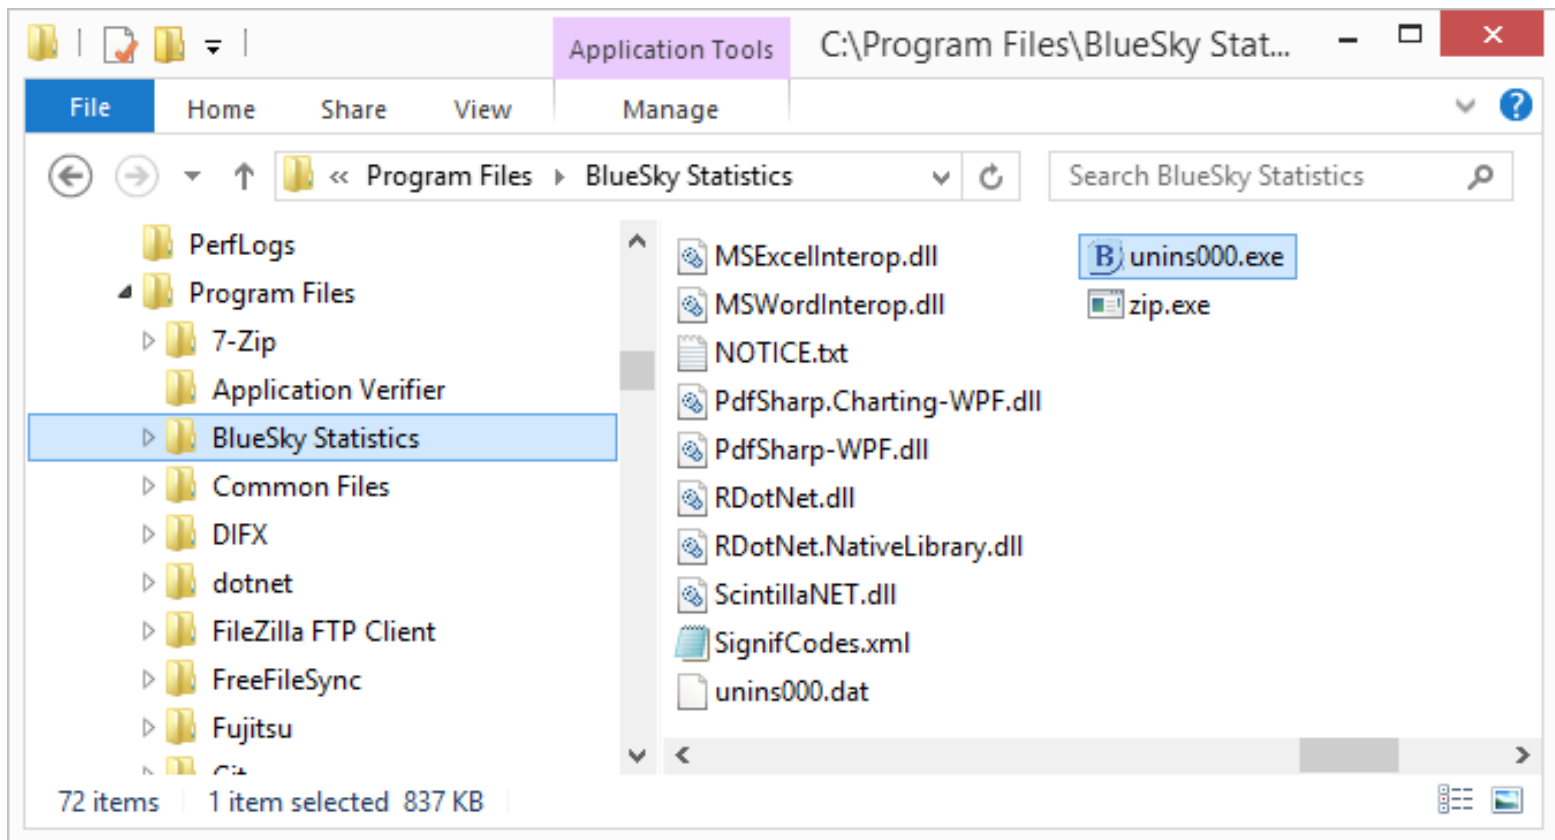 Application Tools C:\Program Files\BlueSky Stat...
File Home Share View Manage
« Program Files BlueSky Statistics Search BlueSky Statistics
PerfLogs
Program Files
7-Zip
Application Verifier
BlueSky Statistics
Common Files
DIFX
dotnet
FileZilla FTP Client
FreeFileSync
Fujitsu
Git
MSExcelInterop.dll
MSWordInterop.dll
NOTICE.txt
PdfSharp.Charting-WPF.dll
PdfSharp-WPF.dll
RDotNet.dll
RDotNet.NativeLibrary.dll
ScintillaNET.dll
SignifCodes.xml
unins000.dat
unins000.exe
zip.exe
72 items 1 item selected 837 KB